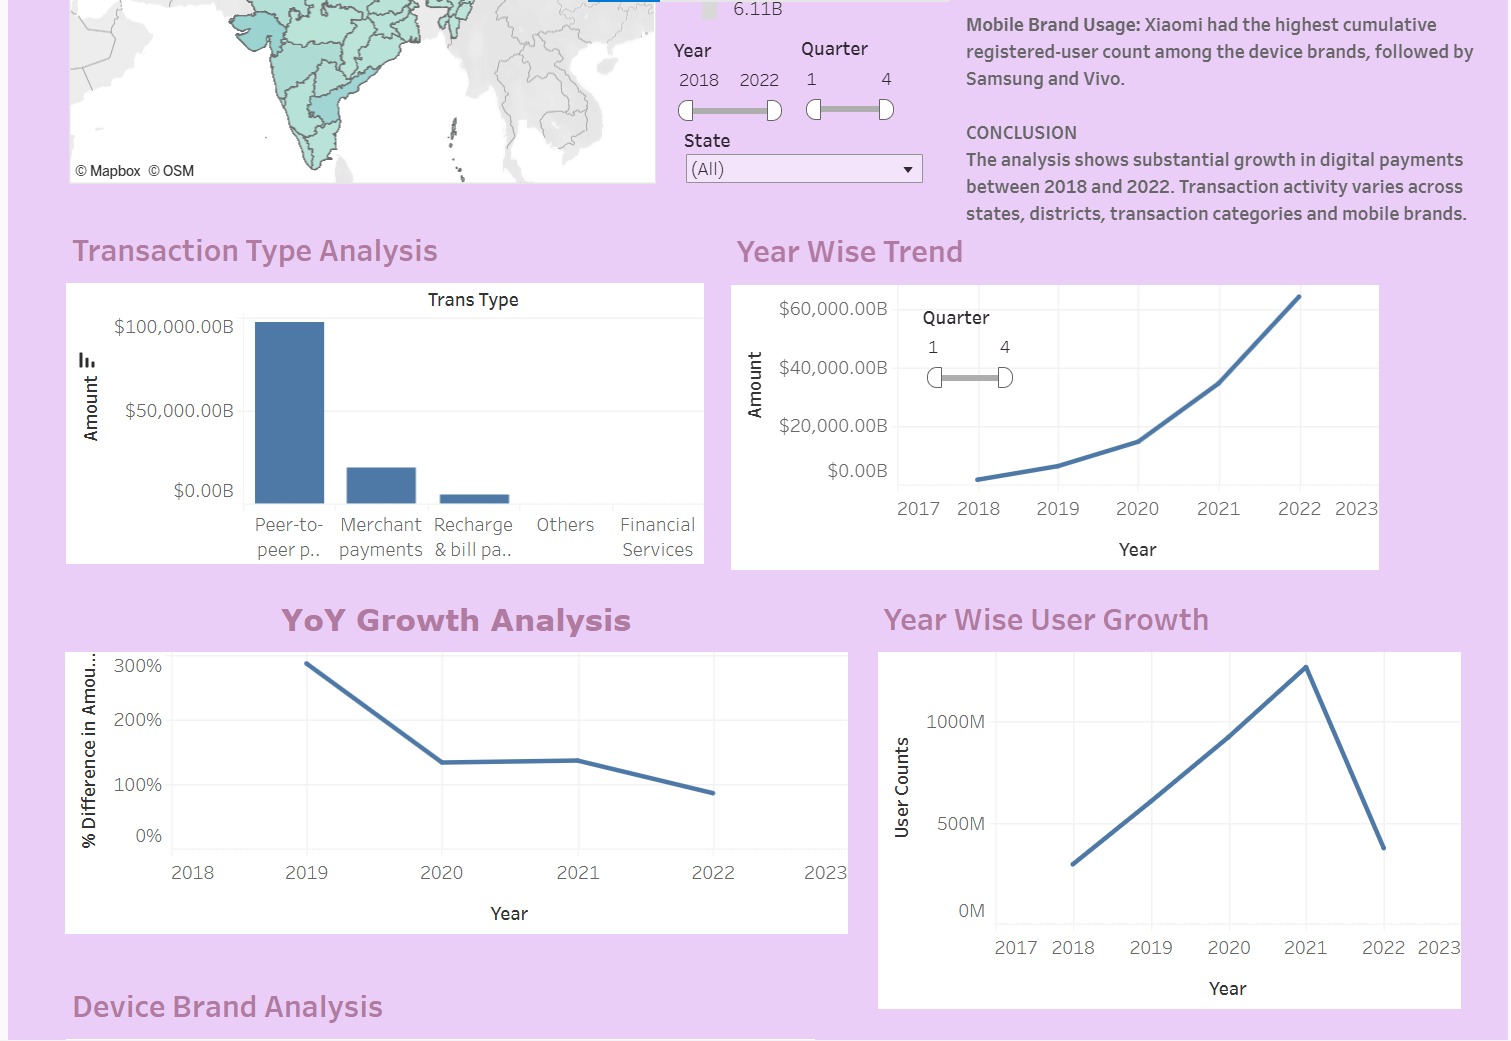 6.11B
Year
Quarter
2018 2022
1 4
State
(All)
© Mapbox © OSM
Mobile Brand Usage: Xiaomi had the highest cumulative
registered-user count among the device brands, followed by
Samsung and Vivo.
CONCLUSION
The analysis shows substantial growth in digital payments
between 2018 and 2022. Transaction activity varies across
states, districts, transaction categories and mobile brands.
Transaction Type Analysis
Trans Type
Amount
$100,000.00B
$50,000.00B
$0.00B
Peer-to-
peer p..
Merchant
payments
Recharge
& bill pa..
Others
Financial
Services
Year Wise Trend
Quarter
1 4
Amount
$60,000.00B
$40,000.00B
$20,000.00B
$0.00B
2017 2018 2019 2020 2021 2022 2023
Year
YoY Growth Analysis
% Difference in Amou...
300%
200%
100%
0%
2018 2019 2020 2021 2022 2023
Year
Year Wise User Growth
User Counts
1000M
500M
0M
2017 2018 2019 2020 2021 2022 2023
Year
Device Brand Analysis